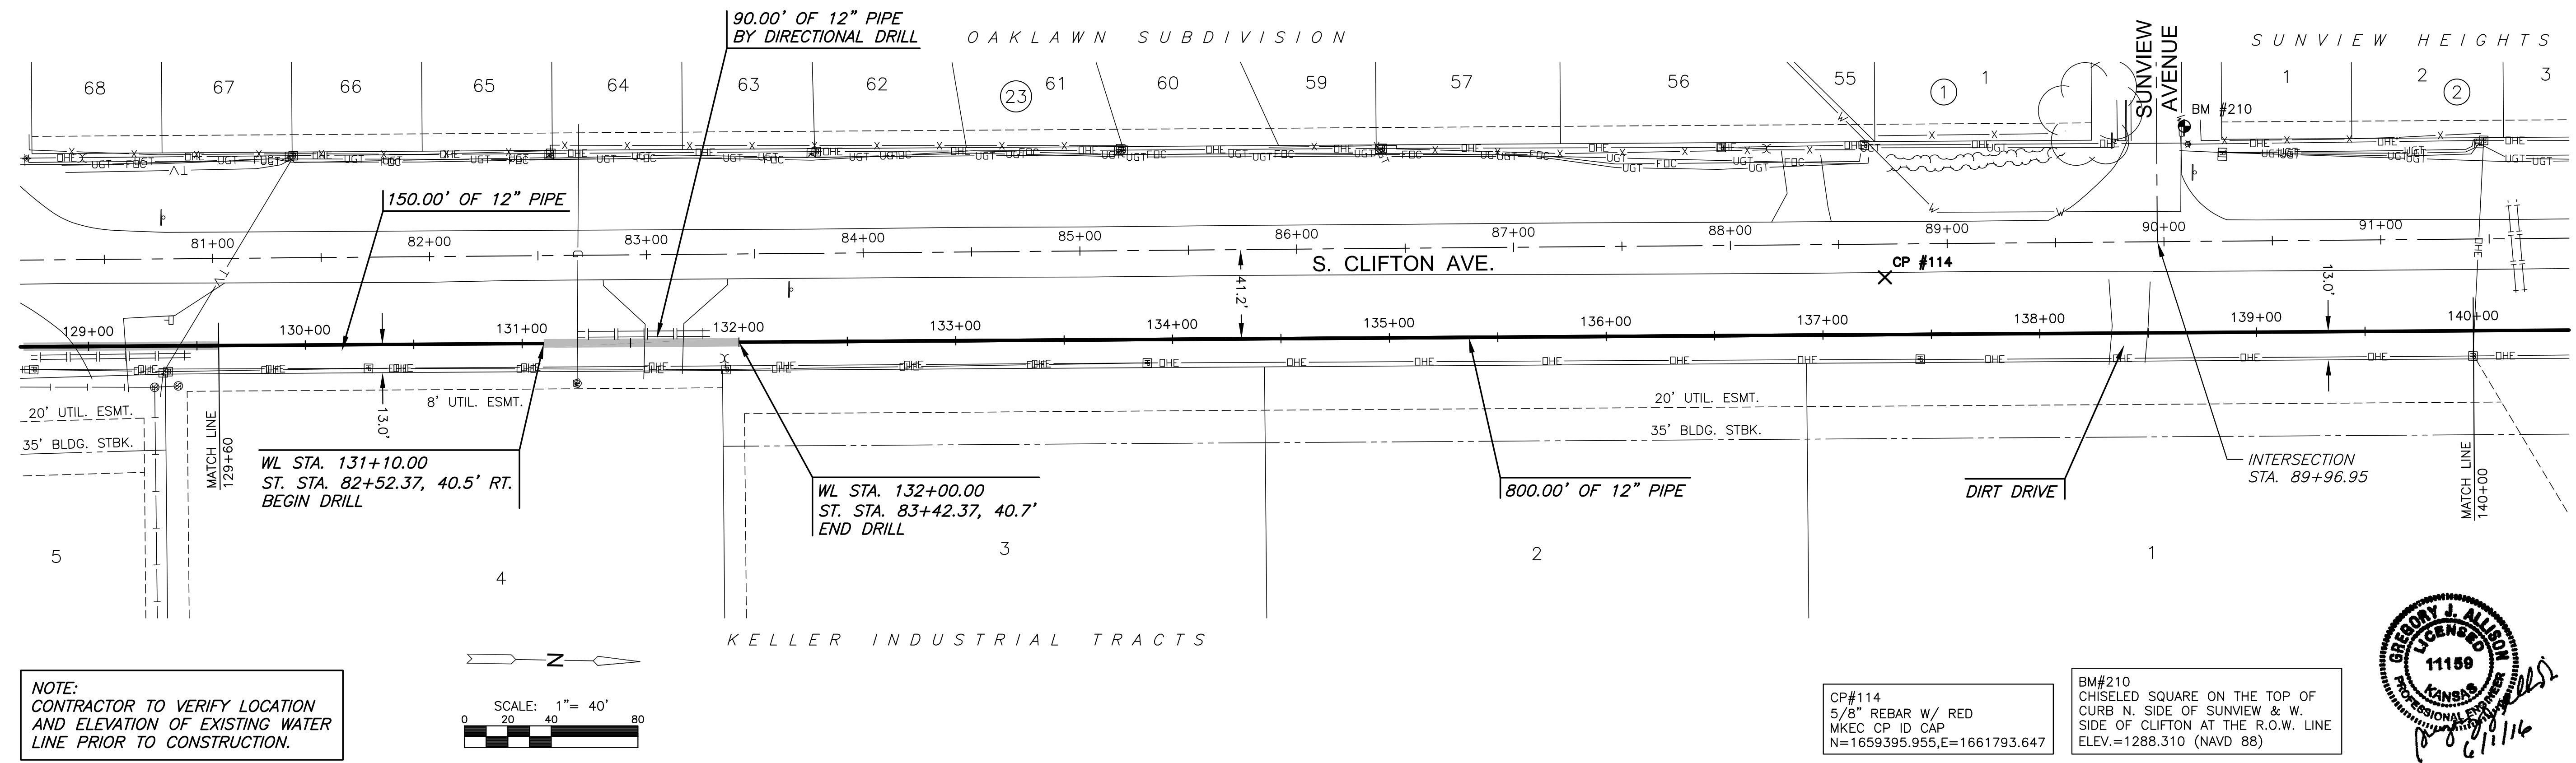 90.00' OF 12" PIPE
BY DIRECTIONAL DRILL
OAKLAWN SUBDIVISION
SUNVIEW
AVENUE
SUNVIEW HEIGHTS
68
67
66
65
64
63
62
23
61
60
59
57
56
55
1
1
1
2
2
3
BM #210
OHE
UGT
FOC
X
TV
W
150.00' OF 12" PIPE
81+00
82+00
83+00
84+00
85+00
86+00
87+00
88+00
89+00
90+00
91+00
G
S. CLIFTON AVE.
CP #114
41.2'
13.0'
129+00
130+00
131+00
132+00
133+00
134+00
135+00
136+00
137+00
138+00
139+00
140+00
OHE
20' UTIL. ESMT.
35' BLDG. STBK.
MATCH LINE
129+60
8' UTIL. ESMT.
13.0'
20' UTIL. ESMT.
35' BLDG. STBK.
MATCH LINE
140+00
WL STA. 131+10.00
ST. STA. 82+52.37, 40.5' RT.
BEGIN DRILL
WL STA. 132+00.00
ST. STA. 83+42.37, 40.7'
END DRILL
800.00' OF 12" PIPE
DIRT DRIVE
INTERSECTION
STA. 89+96.95
5
4
3
2
1
KELLER INDUSTRIAL TRACTS
N
SCALE: 1"= 40'
0 20 40 80
NOTE:
CONTRACTOR TO VERIFY LOCATION
AND ELEVATION OF EXISTING WATER
LINE PRIOR TO CONSTRUCTION.
CP#114
5/8" REBAR W/ RED
MKEC CP ID CAP
N=1659395.955,E=1661793.647
BM#210
CHISELED SQUARE ON THE TOP OF
CURB N. SIDE OF SUNVIEW & W.
SIDE OF CLIFTON AT THE R.O.W. LINE
ELEV.=1288.310 (NAVD 88)
GREGORY J. ALLISON
LICENSED
11159
KANSAS
PROFESSIONAL ENGINEER
6/1/16